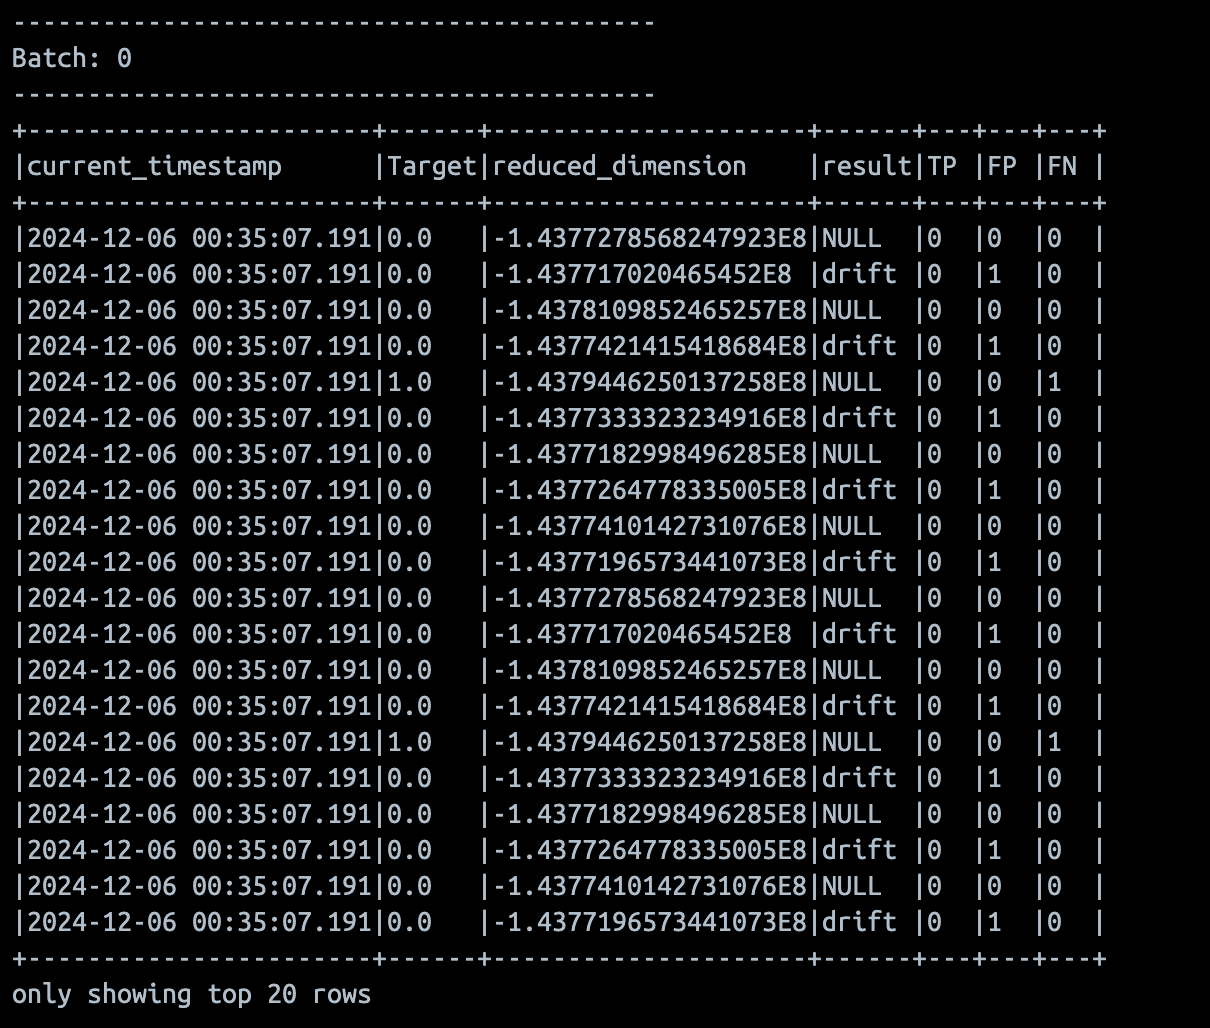 -------------------------------------------
Batch: 0
-------------------------------------------
+-----------------------+------+---------------------+------+---+---+---+
|current_timestamp      |Target|reduced_dimension    |result|TP |FP |FN |
+-----------------------+------+---------------------+------+---+---+---+
|2024-12-06 00:35:07.191|0.0   |-1.4377278568247923E8|NULL  |0  |0  |0  |
|2024-12-06 00:35:07.191|0.0   |-1.437717020465452E8 |drift |0  |1  |0  |
|2024-12-06 00:35:07.191|0.0   |-1.4378109852465257E8|NULL  |0  |0  |0  |
|2024-12-06 00:35:07.191|0.0   |-1.4377421415418684E8|drift |0  |1  |0  |
|2024-12-06 00:35:07.191|1.0   |-1.4379446250137258E8|NULL  |0  |0  |1  |
|2024-12-06 00:35:07.191|0.0   |-1.4377333323234916E8|drift |0  |1  |0  |
|2024-12-06 00:35:07.191|0.0   |-1.4377182998496285E8|NULL  |0  |0  |0  |
|2024-12-06 00:35:07.191|0.0   |-1.4377264778335005E8|drift |0  |1  |0  |
|2024-12-06 00:35:07.191|0.0   |-1.4377410142731076E8|NULL  |0  |0  |0  |
|2024-12-06 00:35:07.191|0.0   |-1.4377196573441073E8|drift |0  |1  |0  |
|2024-12-06 00:35:07.191|0.0   |-1.4377278568247923E8|NULL  |0  |0  |0  |
|2024-12-06 00:35:07.191|0.0   |-1.437717020465452E8 |drift |0  |1  |0  |
|2024-12-06 00:35:07.191|0.0   |-1.4378109852465257E8|NULL  |0  |0  |0  |
|2024-12-06 00:35:07.191|0.0   |-1.4377421415418684E8|drift |0  |1  |0  |
|2024-12-06 00:35:07.191|1.0   |-1.4379446250137258E8|NULL  |0  |0  |1  |
|2024-12-06 00:35:07.191|0.0   |-1.4377333323234916E8|drift |0  |1  |0  |
|2024-12-06 00:35:07.191|0.0   |-1.4377182998496285E8|NULL  |0  |0  |0  |
|2024-12-06 00:35:07.191|0.0   |-1.4377264778335005E8|drift |0  |1  |0  |
|2024-12-06 00:35:07.191|0.0   |-1.4377410142731076E8|NULL  |0  |0  |0  |
|2024-12-06 00:35:07.191|0.0   |-1.4377196573441073E8|drift |0  |1  |0  |
+-----------------------+------+---------------------+------+---+---+---+
only showing top 20 rows